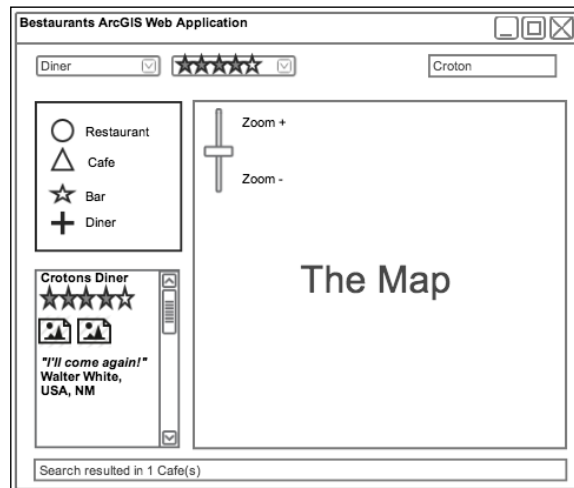 Bestaurants ArcGIS Web Application
Diner
Croton
Restaurant
Cafe
Bar
Diner
Zoom +
Zoom -
The Map
Crotons Diner
"I'll come again!"
Walter White,
USA, NM
Search resulted in 1 Cafe(s)